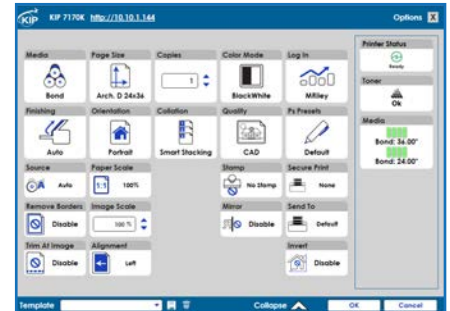 KIP KIP 7170K http://10.10.1.144 Options X
Printer Status
Media Page Size Copies Color Mode Log In
Ready
1
Bond Arch. D 24x36 BlackWhite MRiley
Toner
Ok
Finishing Orientation Collation Quality Ps Presets
Media
Bond: 36.00"
Auto Portrait Smart Stacking CAD Default
Bond: 24.00"
Source Paper Scale Stamp Secure Print
Auto 1:1 100% No Stamp None
Remove Borders Image Scale Mirror Send To
Disable 100 % Disable Default
Trim At Image Alignment Invert
Disable Left Disable
Template Collapse OK Cancel